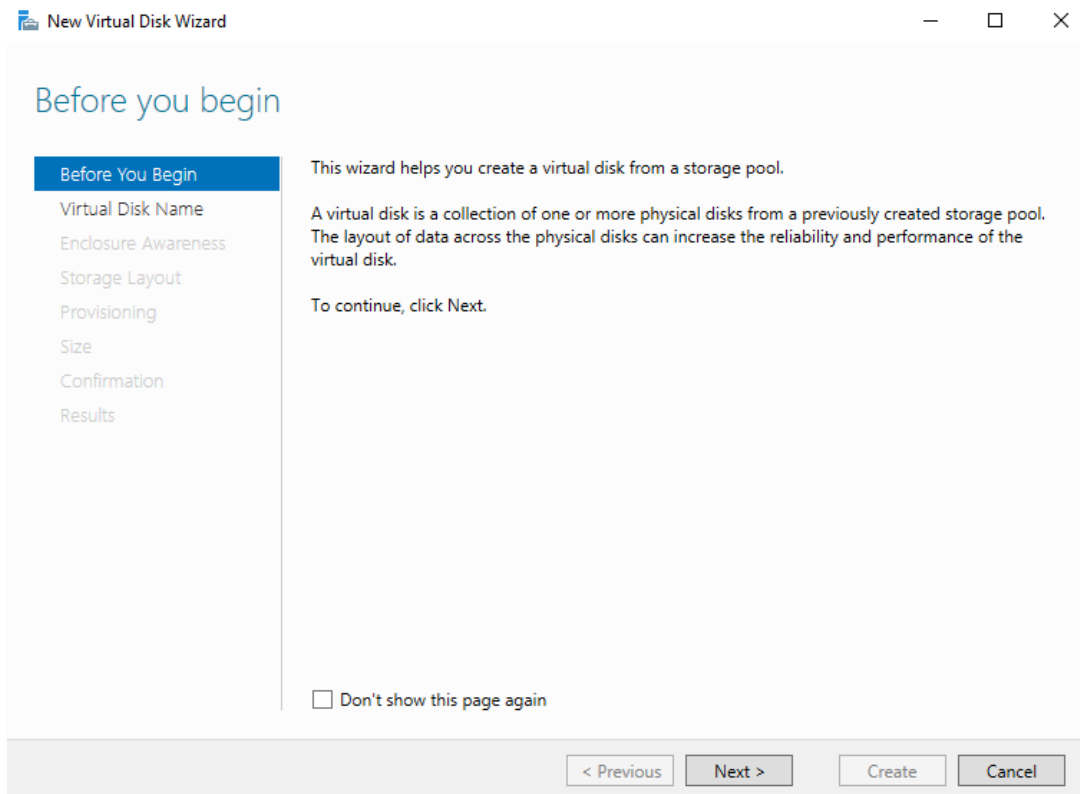 New Virtual Disk Wizard
Before you begin
Before You Begin
Virtual Disk Name
Enclosure Awareness
Storage Layout
Provisioning
Size
Confirmation
Results
This wizard helps you create a virtual disk from a storage pool.
A virtual disk is a collection of one or more physical disks from a previously created storage pool.
The layout of data across the physical disks can increase the reliability and performance of the
virtual disk.
To continue, click Next.
Don't show this page again
< Previous
Next >
Create
Cancel